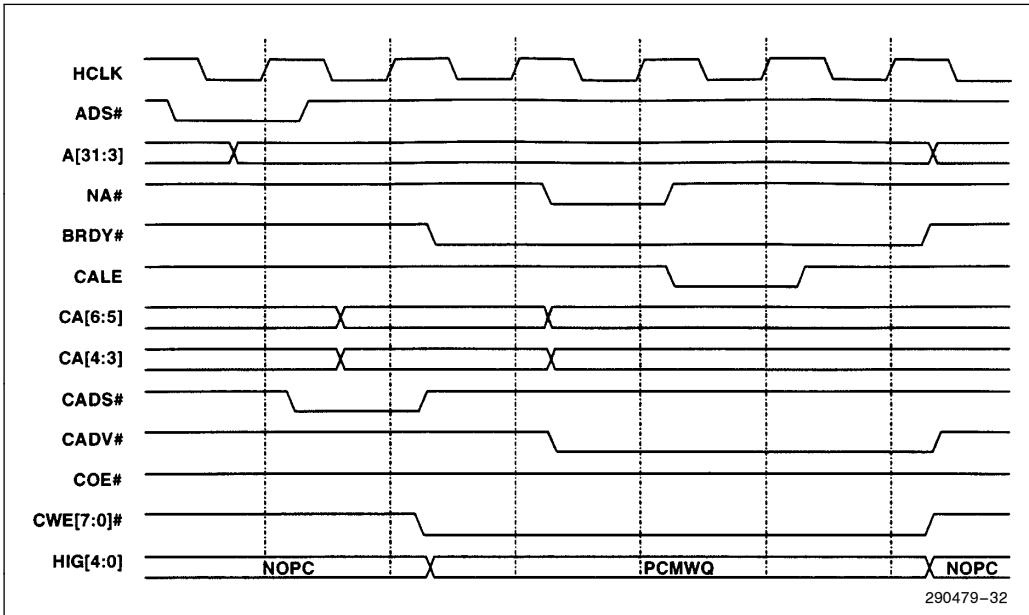 HCLK
ADS#
A[31:3]
NA#
BRDY#
CALE
CA[6:5]
CA[4:3]
CADS#
CADV#
COE#
CWE[7:0]#
HIG[4:0] NOPC PCMWQ NOPC
290479-32